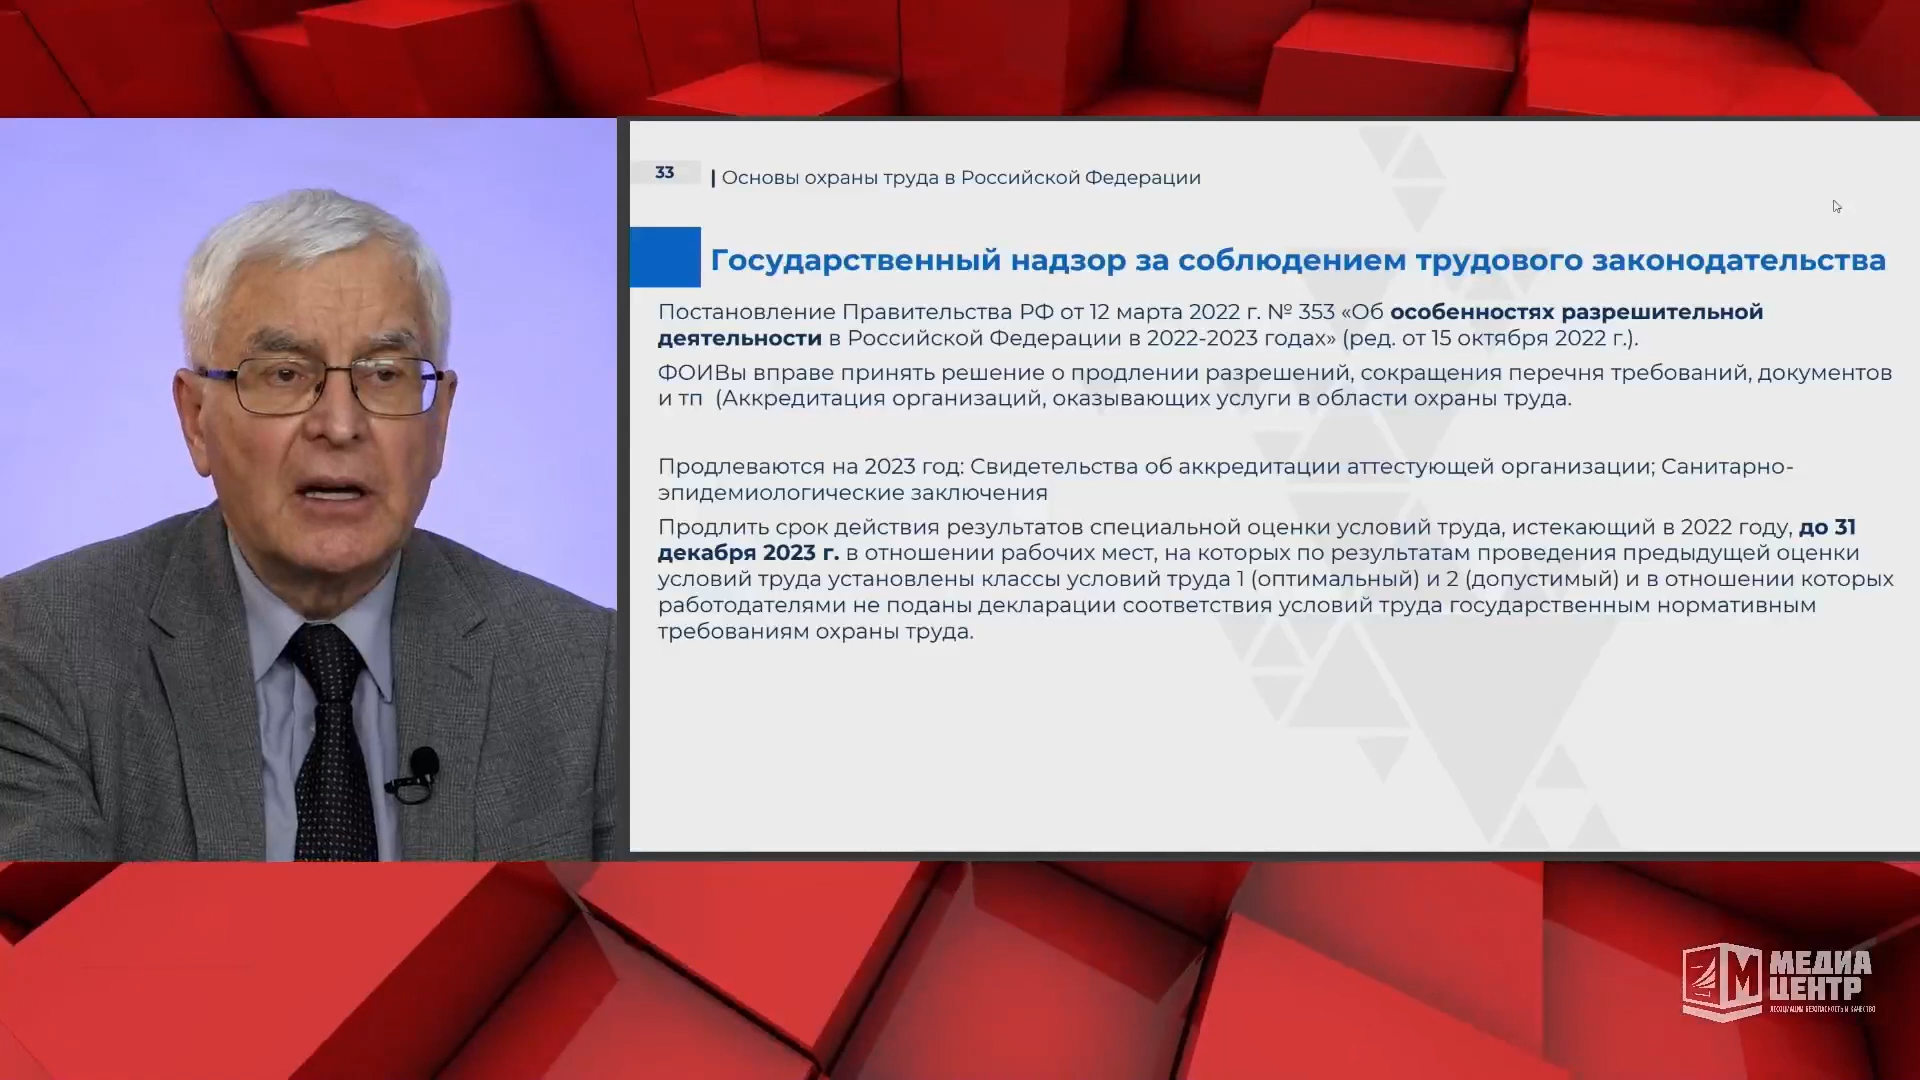 33
| Основы охраны труда в Российской Федерации
Государственный надзор за соблюдением трудового законодательства
Постановление Правительства РФ от 12 марта 2022 г. № 353 «Об особенностях разрешительной
деятельности в Российской Федерации в 2022-2023 годах» (ред. от 15 октября 2022 г.).
ФОИВы вправе принять решение о продлении разрешений, сокращения перечня требований, документов
и тп (Аккредитация организаций, оказывающих услуги в области охраны труда.
Продлеваются на 2023 год: Свидетельства об аккредитации аттестующей организации; Санитарно-
эпидемиологические заключения
Продлить срок действия результатов специальной оценки условий труда, истекающий в 2022 году, до 31
декабря 2023 г. в отношении рабочих мест, на которых по результатам проведения предыдущей оценки
условий труда установлены классы условий труда 1 (оптимальный) и 2 (допустимый) и в отношении которых
работодателями не поданы декларации соответствия условий труда государственным нормативным
требованиям охраны труда.
МЕДИА
ЦЕНТР
АССОЦИАЦИИ БЕЗОПАСНОСТЬ И КАЧЕСТВО